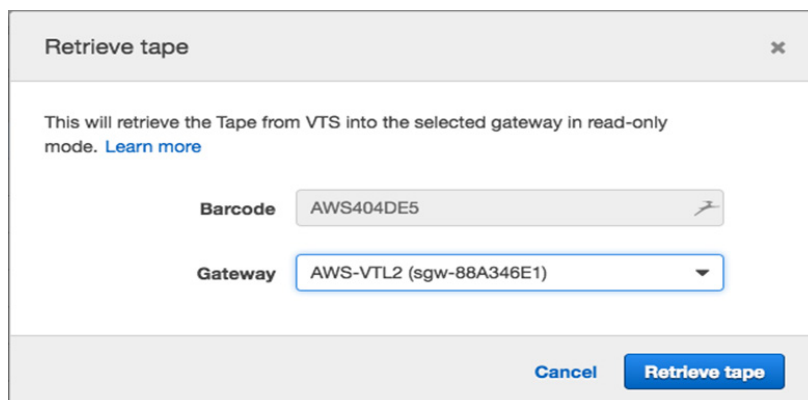 Retrieve tape
This will retrieve the Tape from VTS into the selected gateway in read-only
mode. Learn more
Barcode AWS404DE5
Gateway AWS-VTL2 (sgw-88A346E1)
Cancel Retrieve tape